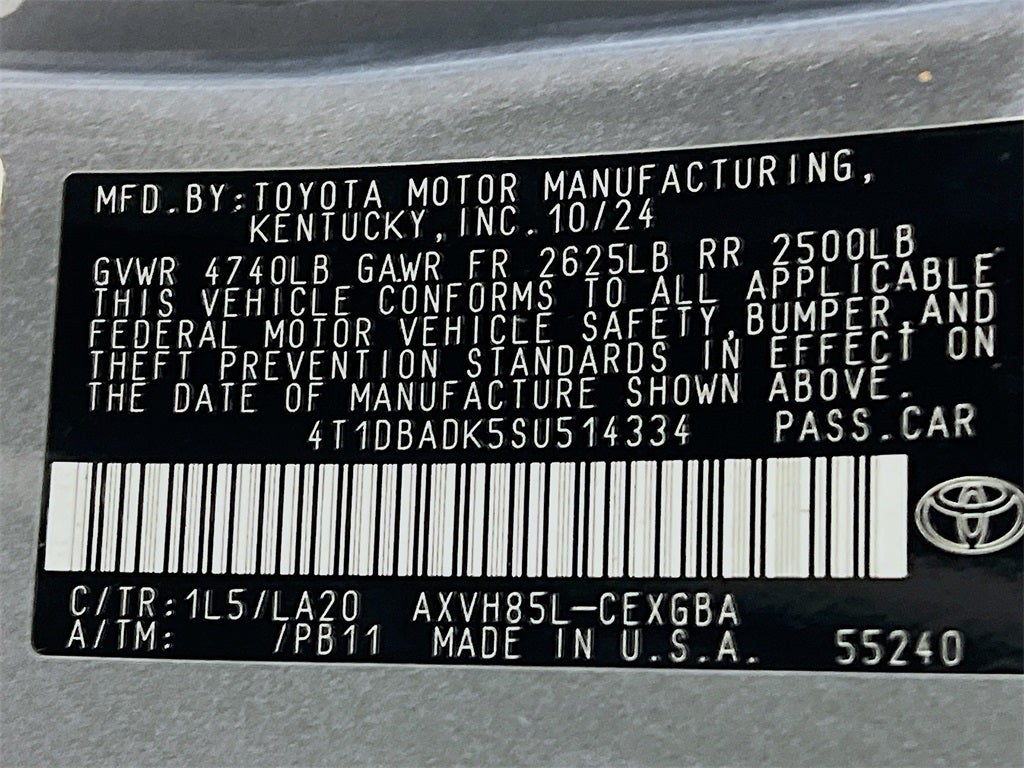 MFD.BY:TOYOTA MOTOR MANUFACTURING,
KENTUCKY, INC. 10/24
GVWR 4740LB GAWR FR 2625LB RR 2500LB
THIS VEHICLE CONFORMS TO ALL APPLICABLE
FEDERAL MOTOR VEHICLE SAFETY,BUMPER,AND
THEFT PREVENTION STANDARDS IN EFFECT ON
THE DATE OF MANUFACTURE SHOWN ABOVE.
4T1DBADK5SU514334 PASS.CAR
C/TR:1L5/LA20 AXVH85L-CEXGBA
A/TM: /PB11 MADE IN U.S.A. 55240